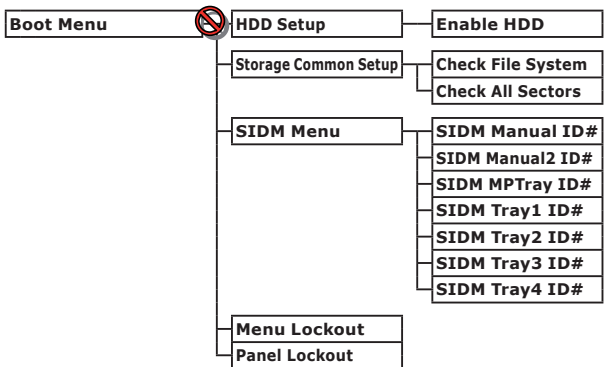 Boot Menu
HDD Setup
Enable HDD
Storage Common Setup
Check File System
Check All Sectors
SIDM Menu
SIDM Manual ID#
SIDM Manual2 ID#
SIDM MPTray ID#
SIDM Tray1 ID#
SIDM Tray2 ID#
SIDM Tray3 ID#
SIDM Tray4 ID#
Menu Lockout
Panel Lockout